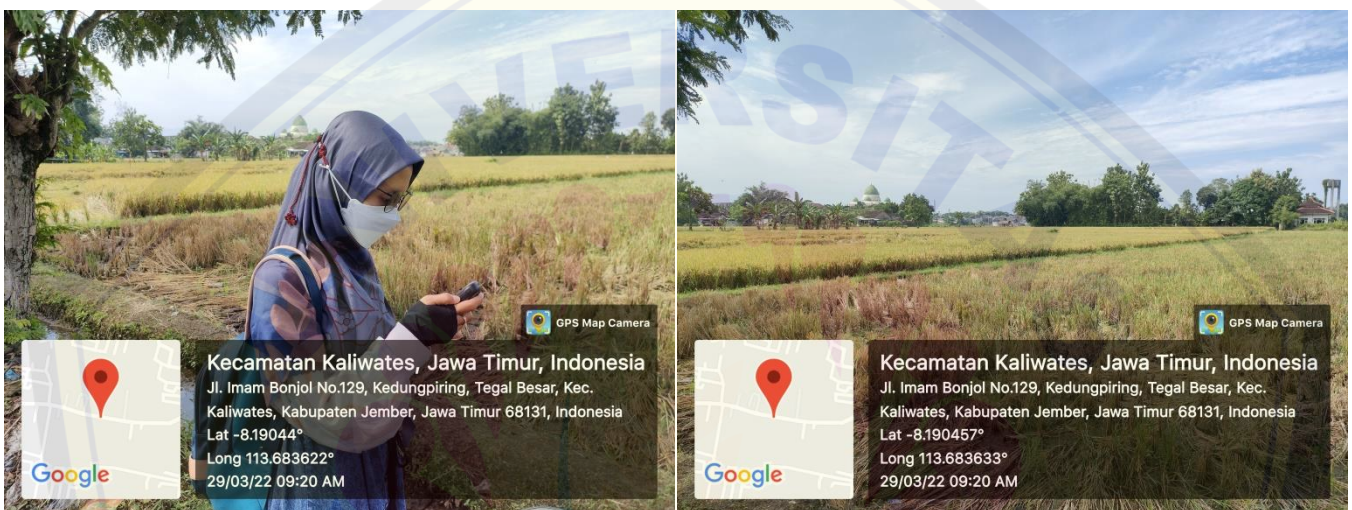 GPS Map Camera
Kecamatan Kaliwates, Jawa Timur, Indonesia
Jl. Imam Bonjol No.129, Kedungpiring, Tegal Besar, Kec.
Kaliwates, Kabupaten Jember, Jawa Timur 68131, Indonesia
Lat -8.19044°
Long 113.683622°
29/03/22 09:20 AM
Google
GPS Map Camera
Kecamatan Kaliwates, Jawa Timur, Indonesia
Jl. Imam Bonjol No.129, Kedungpiring, Tegal Besar, Kec.
Kaliwates, Kabupaten Jember, Jawa Timur 68131, Indonesia
Lat -8.190457°
Long 113.683633°
29/03/22 09:20 AM
Google